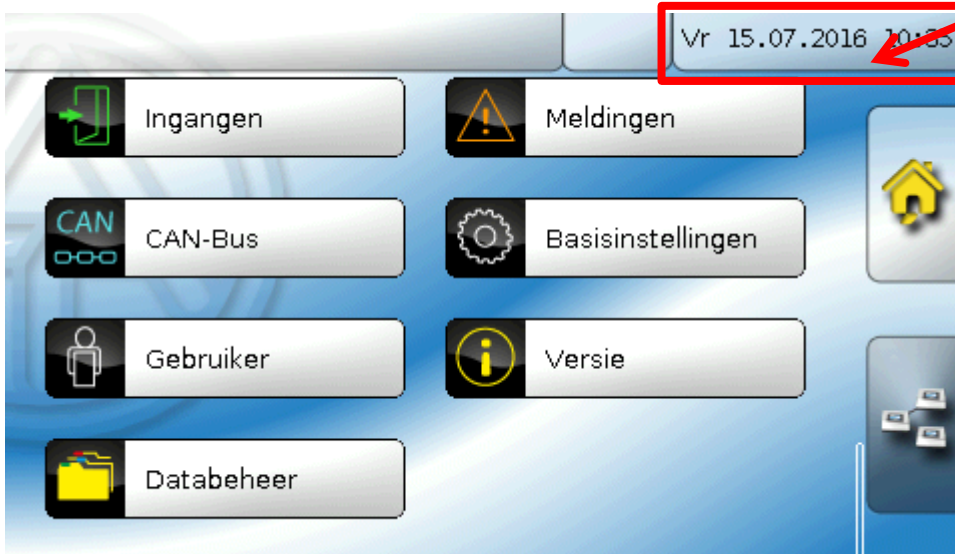 Vr 15.07.2016
Ingangen
Meldingen
CAN
CAN-Bus
Basisinstellingen
Gebruiker
Versie
Databeheer